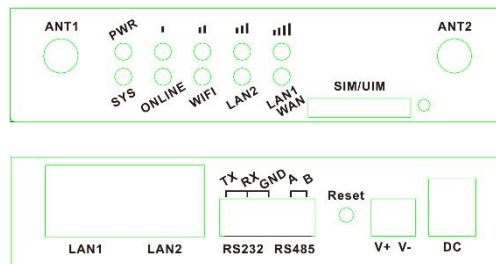 ANT1
PWR
ANT2
SYS
ONLINE
WIFI
LAN2
LAN1
WAN
SIM/UIM
TX
RX
GND
A
B
Reset
LAN1
LAN2
RS232
RS485
V+ V-
DC